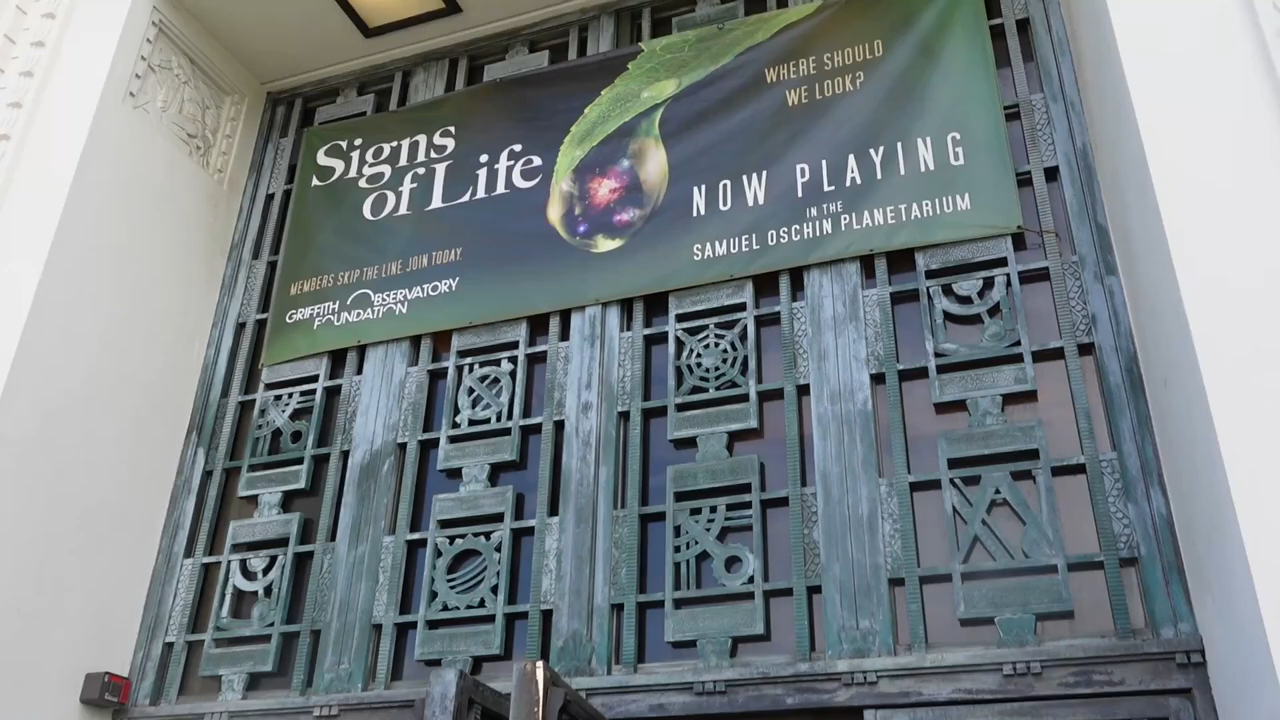 Signs
of Life
WHERE SHOULD
WE LOOK?
NOW PLAYING
IN THE
SAMUEL OSCHIN PLANETARIUM
MEMBERS SKIP THE LINE. JOIN TODAY.
GRIFFITH OBSERVATORY
FOUNDATION